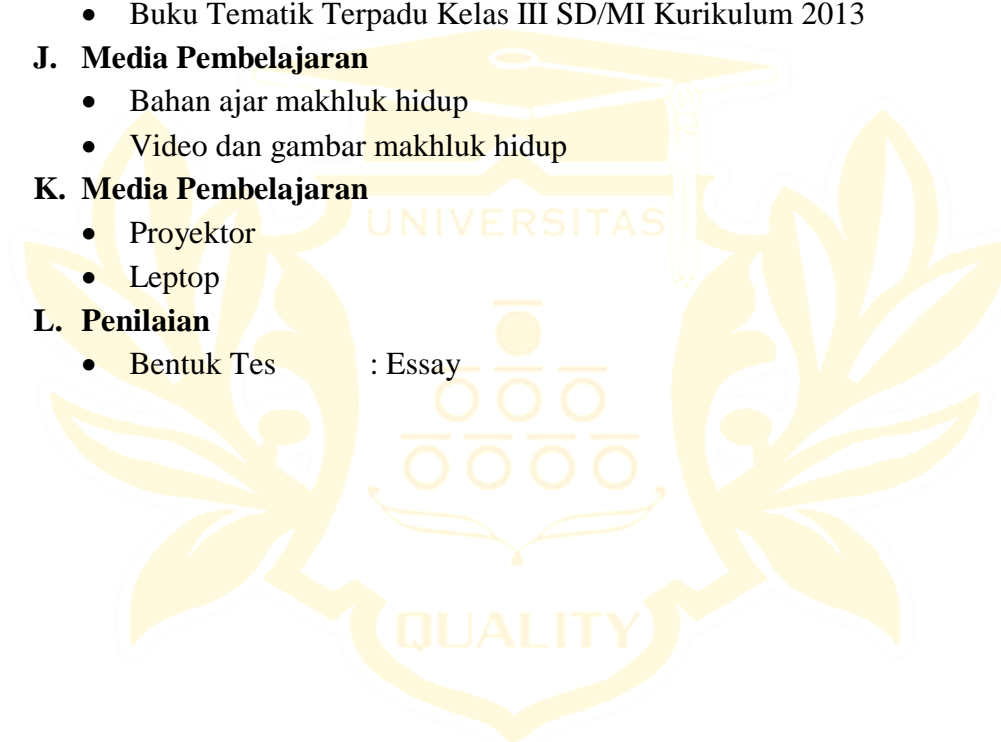 • Buku Tematik Terpadu Kelas III SD/MI Kurikulum 2013
J. Media Pembelajaran
• Bahan ajar makhluk hidup
• Video dan gambar makhluk hidup
K. Media Pembelajaran
UNIVERSITAS
• Proyektor
• Leptop
L. Penilaian
• Bentuk Tes : Essay
QUALITY